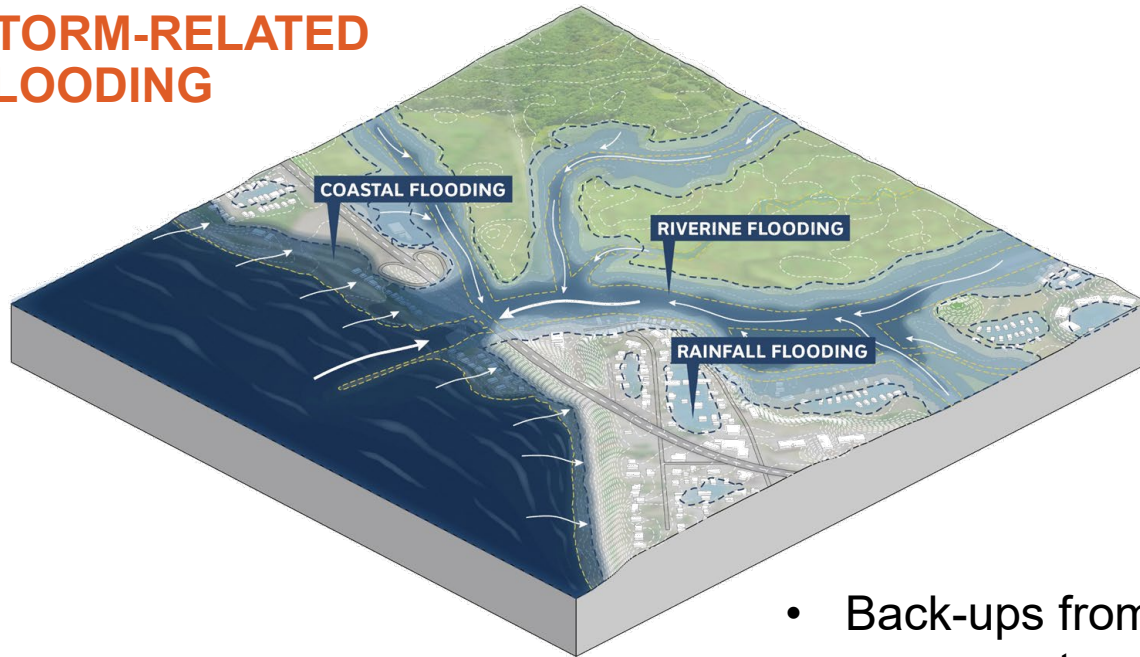 TORM-RELATED
LOODING
COASTAL FLOODING
RIVERINE FLOODING
RAINFALL FLOODING
• Back-ups from